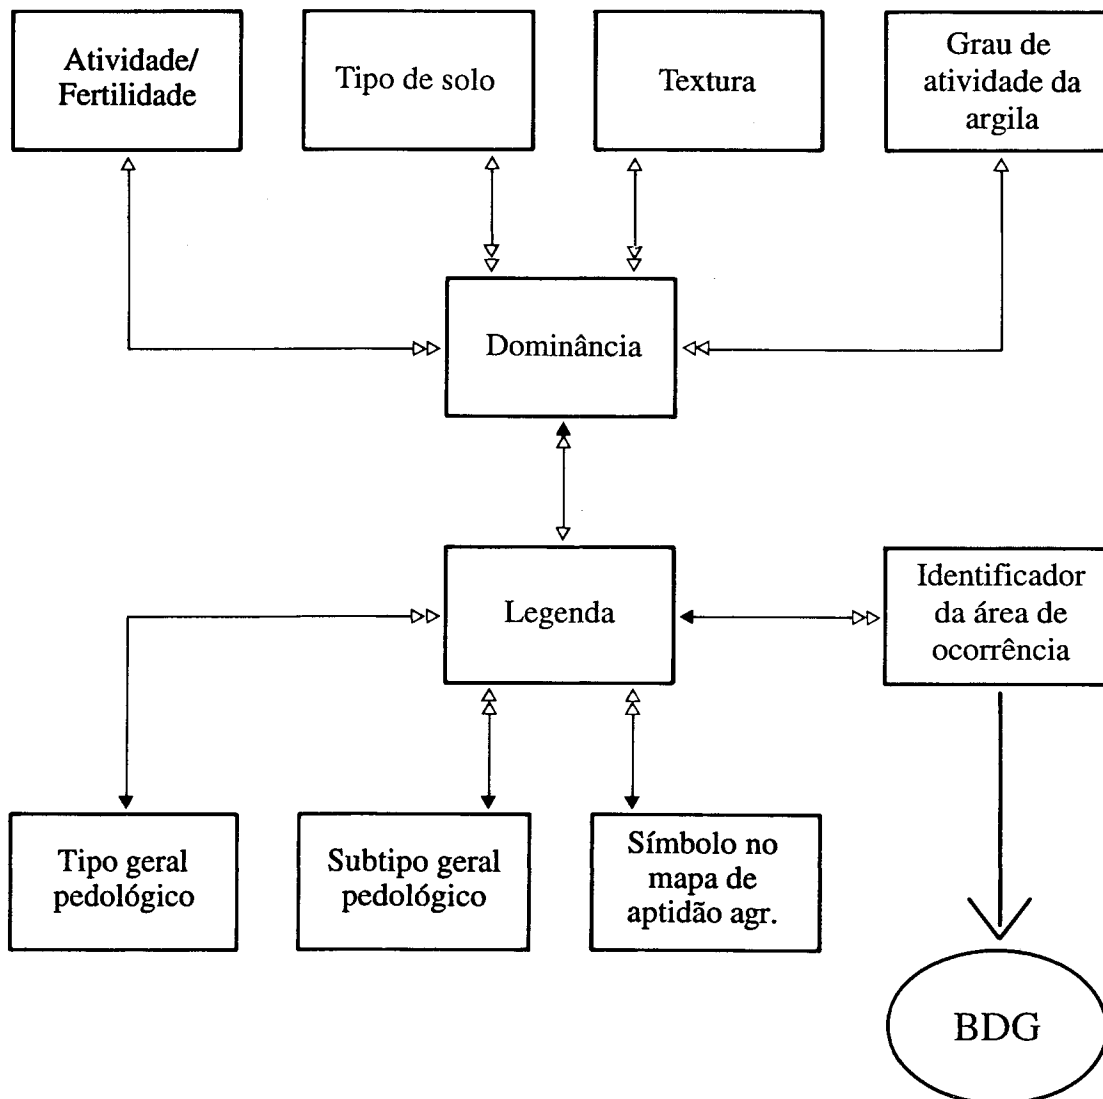 Atividade/
Fertilidade
Tipo de solo
Textura
Grau de
atividade da
argila
Dominância
Legenda
Identificador
da área de
ocorrência
Tipo geral
pedológico
Subtipo geral
pedológico
Símbolo no
mapa de
aptidão agr.
BDG